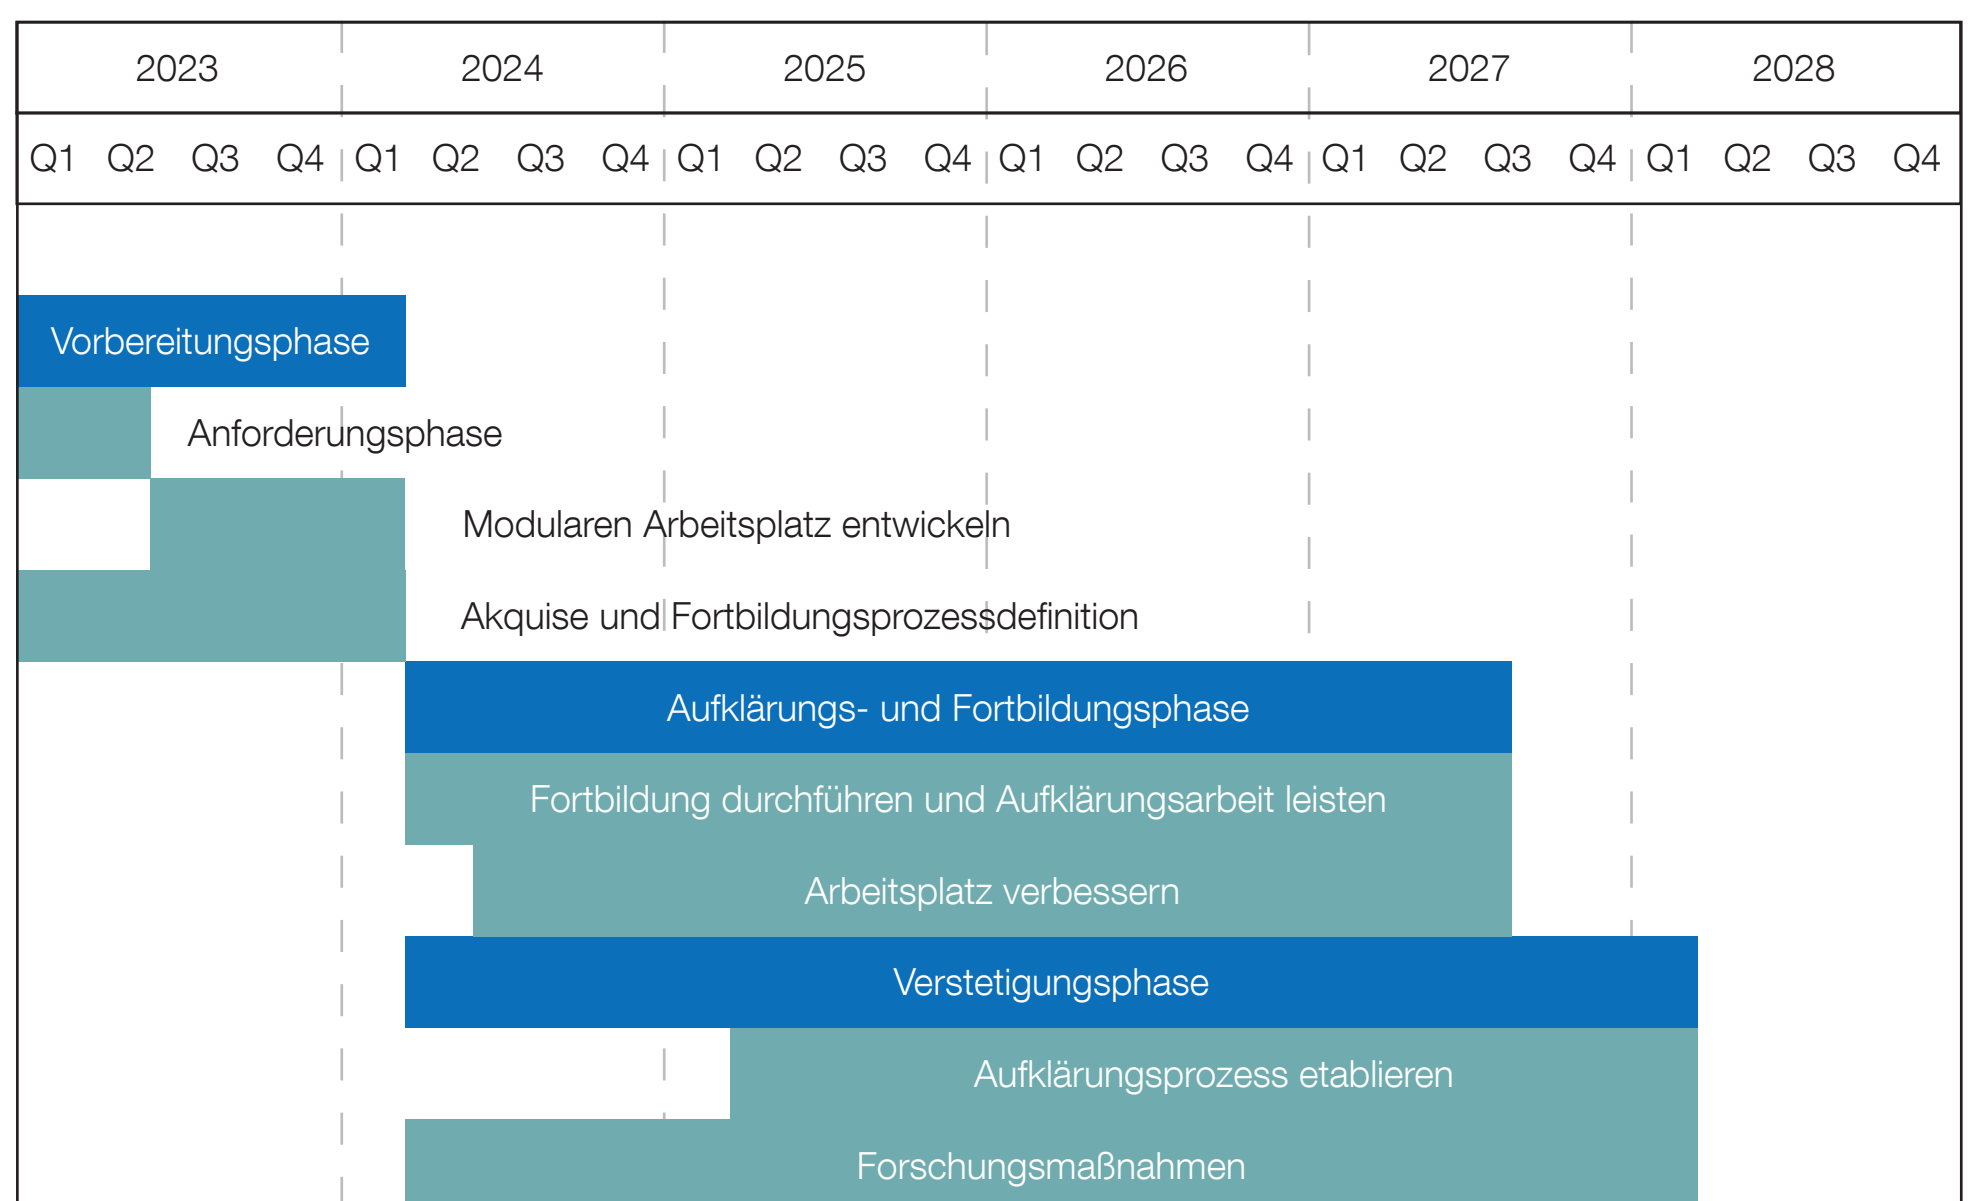 2023 2024 2025 2026 2027 2028
Q1 Q2 Q3 Q4 Q1 Q2 Q3 Q4 Q1 Q2 Q3 Q4 Q1 Q2 Q3 Q4 Q1 Q2 Q3 Q4 Q1 Q2 Q3 Q4
Vorbereitungsphase
Anforderungsphase
Modularen Arbeitsplatz entwickeln
Akquise und Fortbildungsprozessdefinition
Aufklärungs- und Fortbildungsphase
Fortbildung durchführen und Aufklärungsarbeit leisten
Arbeitsplatz verbessern
Verstetigungsphase
Aufklärungsprozess etablieren
Forschungsmaßnahmen